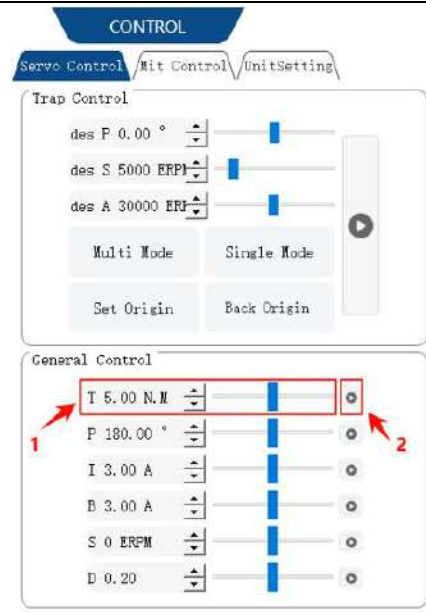 CONTROL
Servo Control Mit Control UnitSetting
Trap Control
des P 0.00 °
des S 5000 ERPM
des A 30000 ERP
Multi Mode Single Mode
Set Origin Back Origin
General Control
T 5.00 N.M
1 2
P 180.00 °
I 3.00 A
B 3.00 A
S 0 ERPM
D 0.20